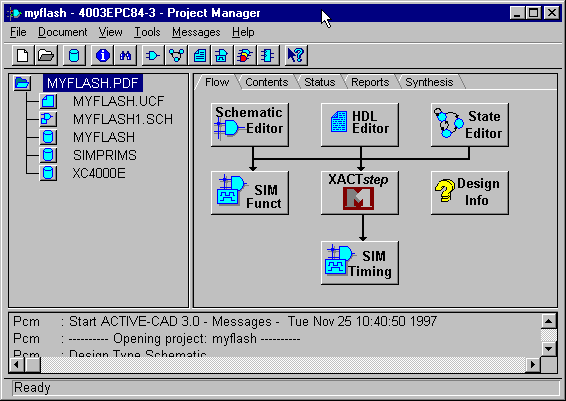 myflash - 4003EPC84-3 - Project Manager
File Document View Tools Messages Help
MYFLASH.PDF
MYFLASH.UCF
MYFLASH1.SCH
MYFLASH
SIMPRIMS
XC4000E
Flow Contents Status Reports Synthesis
Schematic
Editor
HDL
Editor
State
Editor
SIM
Funct
XACTstep
Design
Info
SIM
Timing
Pcm : Start ACTIVE-CAD 3.0 - Messages - Tue Nov 25 10:40:50 1997
Pcm : ---------- Opening project: myflash ----------
Pcm : Design Type Schematic
Ready